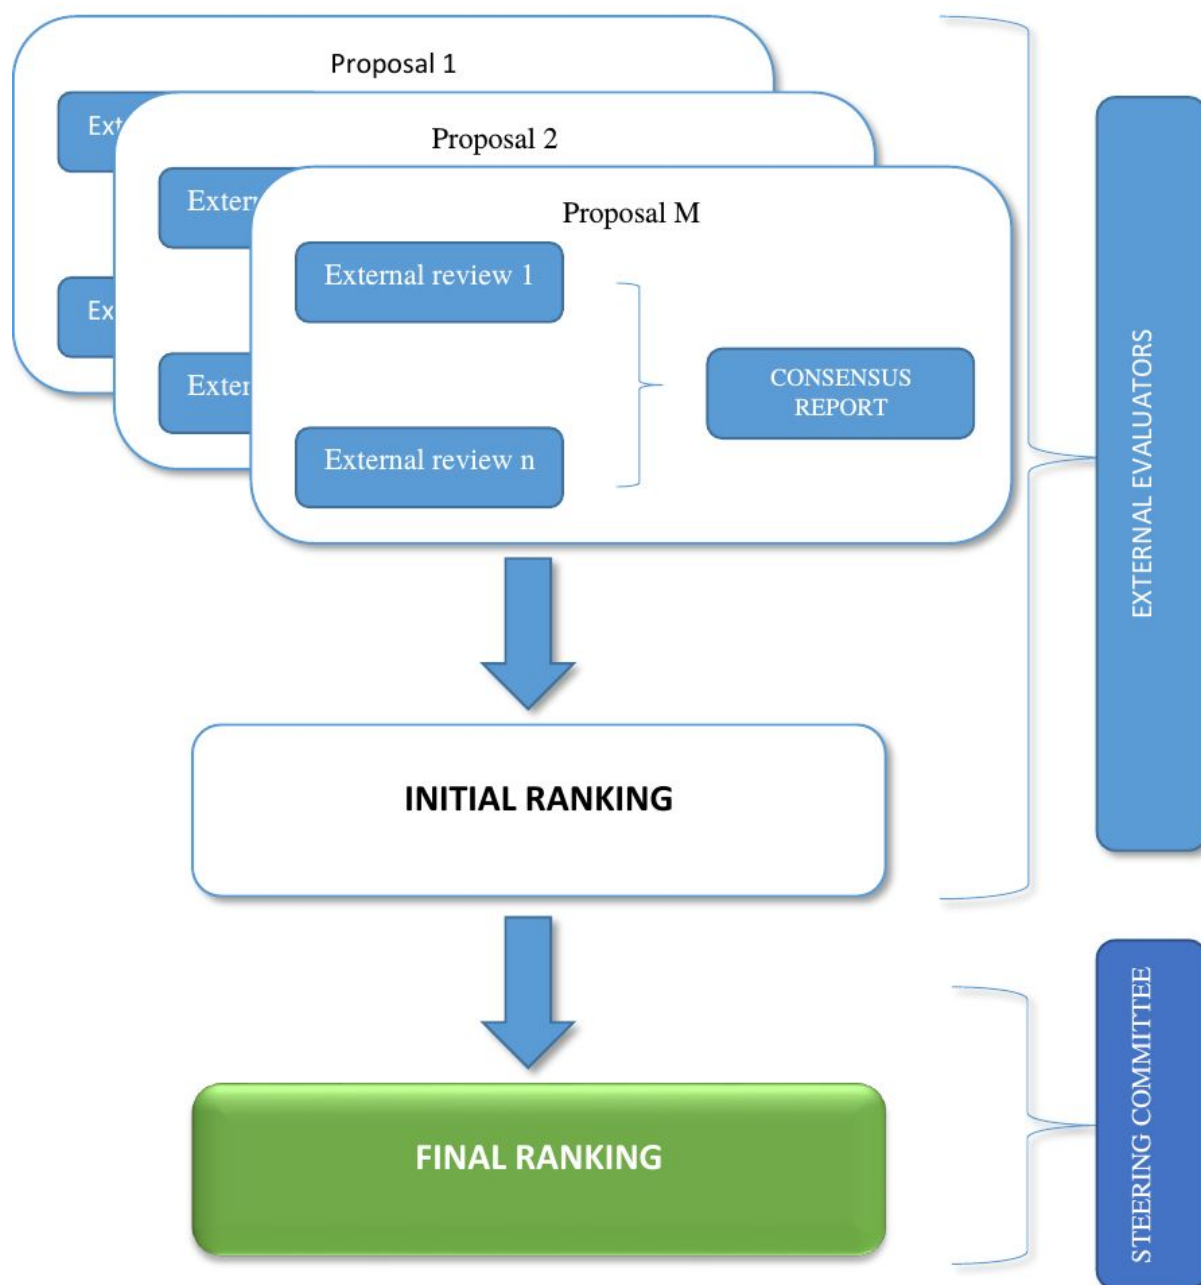 Proposal 1
Proposal 2
Proposal M
External review 1
External review n
CONSENSUS
REPORT
INITIAL RANKING
FINAL RANKING
EXTERNAL EVALUATORS
STEERING COMMITTEE